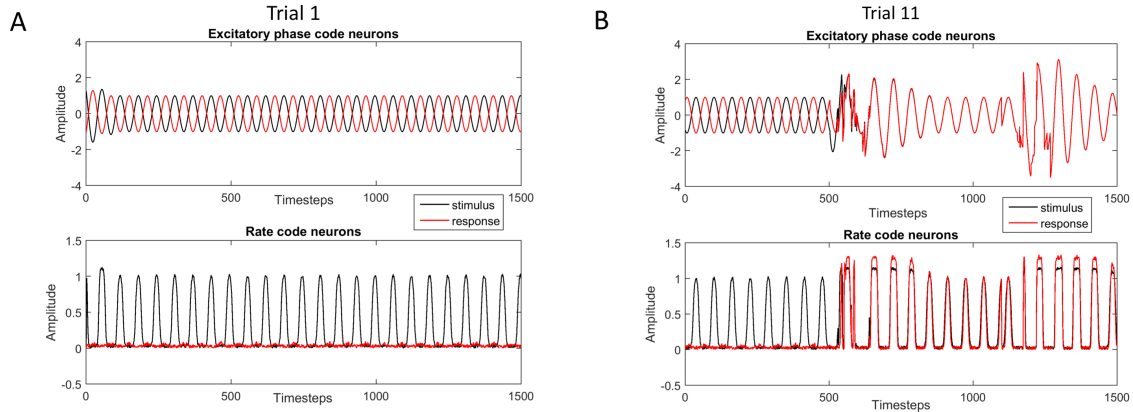 A
Trial 1
Excitatory phase code neurons
Amplitude
4
2
0
-2
-4
0
500
1000
1500
Timesteps
stimulus
response
Rate code neurons
Amplitude
1.5
1
0.5
0
-0.5
0
500
1000
1500
Timesteps
B
Trial 11
Excitatory phase code neurons
Amplitude
4
2
0
-2
-4
0
500
1000
1500
Timesteps
stimulus
response
Rate code neurons
Amplitude
1.5
1
0.5
0
-0.5
0
500
1000
1500
Timesteps